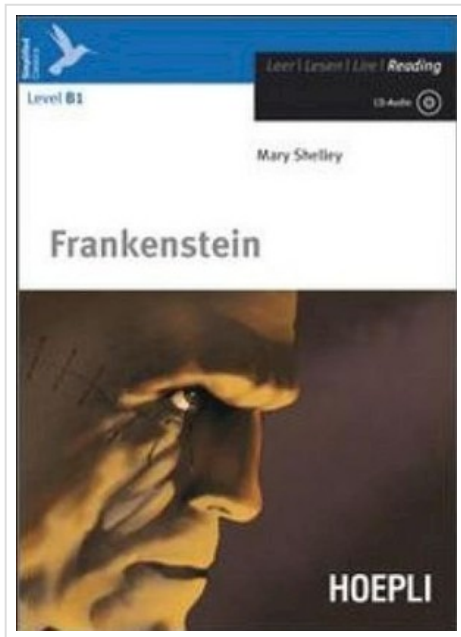 Simplified
Classics
Leer | Lesen | Lire | Reading
Level B1
CD-Audio
Mary Shelley
Frankenstein
HOEPLI